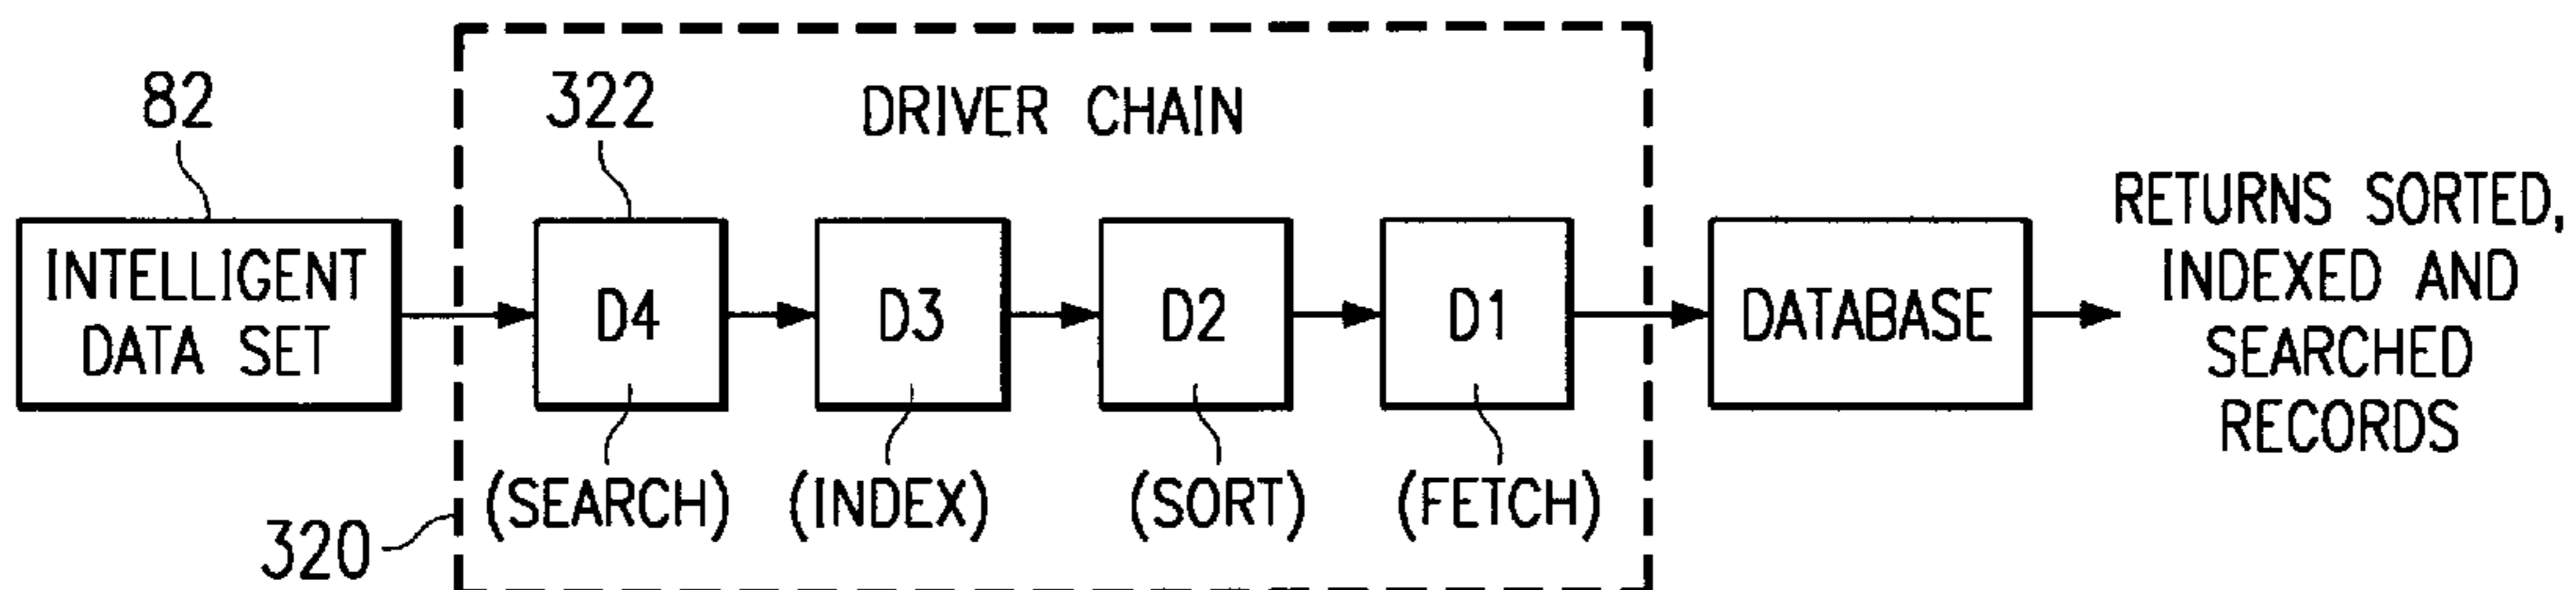 82
322
DRIVER CHAIN
INTELLIGENT
DATA SET
D4
D3
D2
D1
DATABASE
RETURNS SORTED,
INDEXED AND
SEARCHED
RECORDS
(SEARCH)
(INDEX)
(SORT)
(FETCH)
320